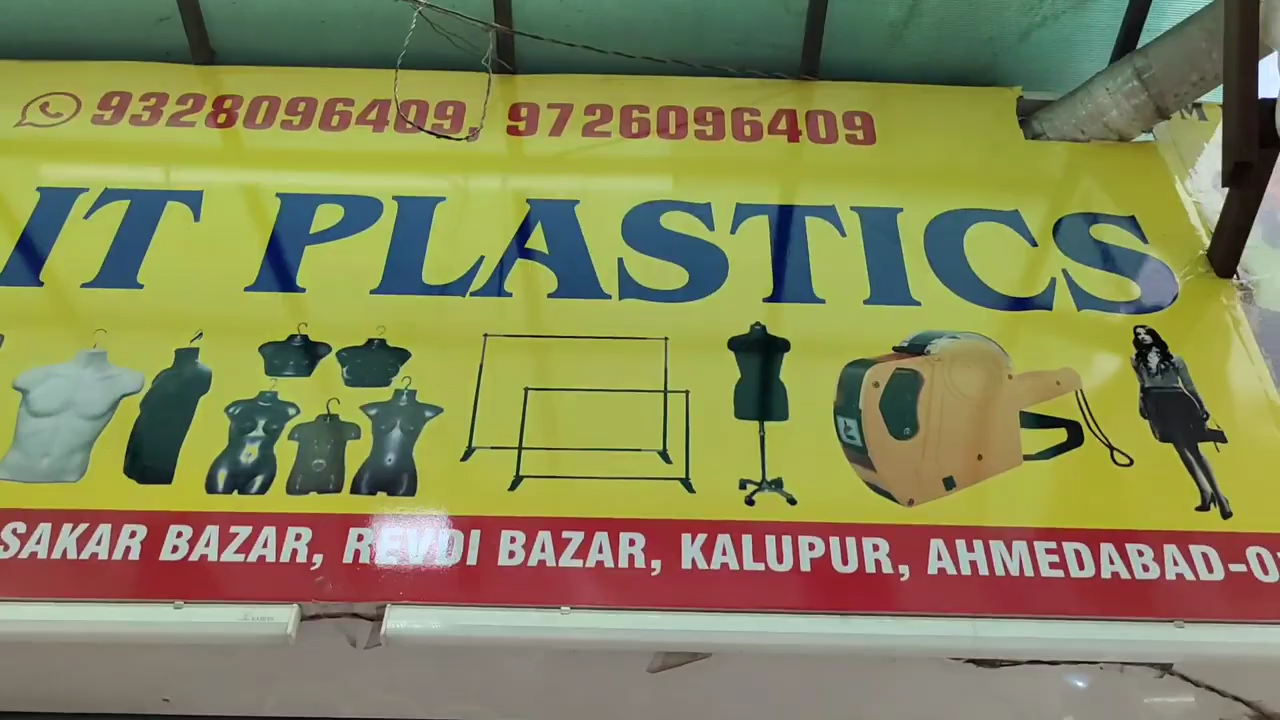 9328096409, 9726096409
IT PLASTICS
SAKAR BAZAR, REVDI BAZAR, KALUPUR, AHMEDABAD-0